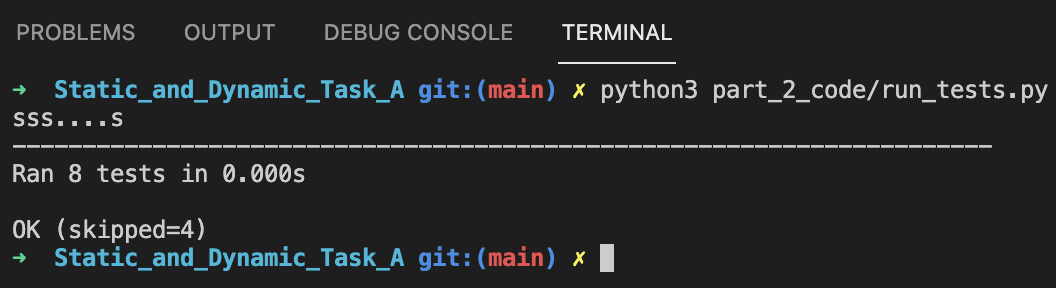 PROBLEMS OUTPUT DEBUG CONSOLE TERMINAL
➜ Static_and_Dynamic_Task_A git:(main) ✗ python3 part_2_code/run_tests.py
sss....s
----------------------------------------------------------------------
Ran 8 tests in 0.000s
OK (skipped=4)
➜ Static_and_Dynamic_Task_A git:(main) ✗